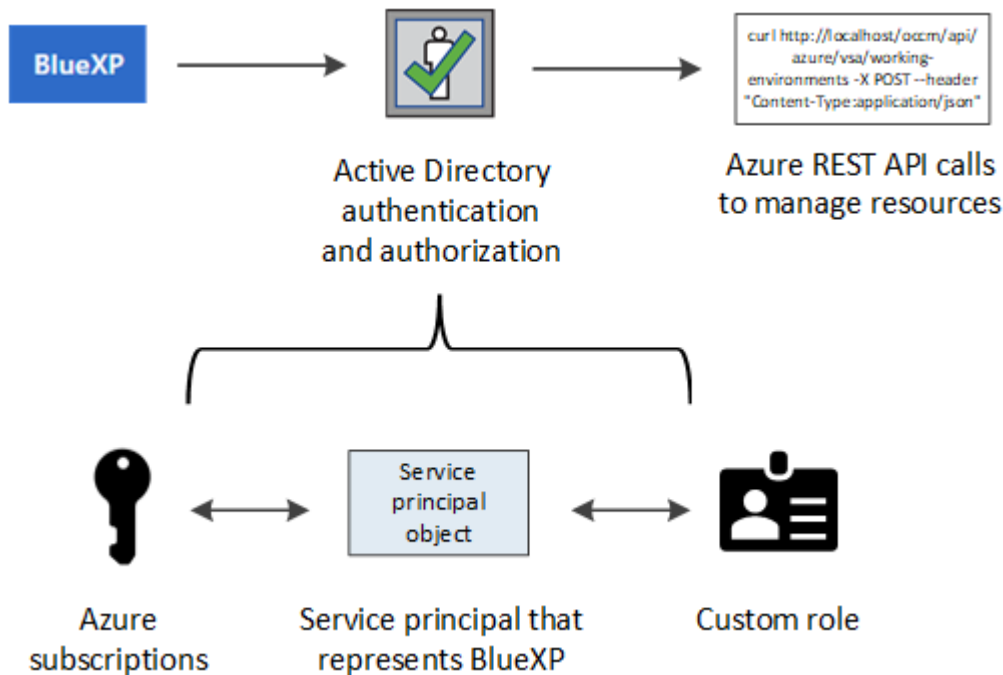 BlueXP
curl http://localhost/occm/api/
azure/vsa/working-
environments -X POST --header
"Content-Type:application/json"
Active Directory
authentication
and authorization
Azure REST API calls
to manage resources
Service
principal
object
Azure
subscriptions
Service principal that
represents BlueXP
Custom role